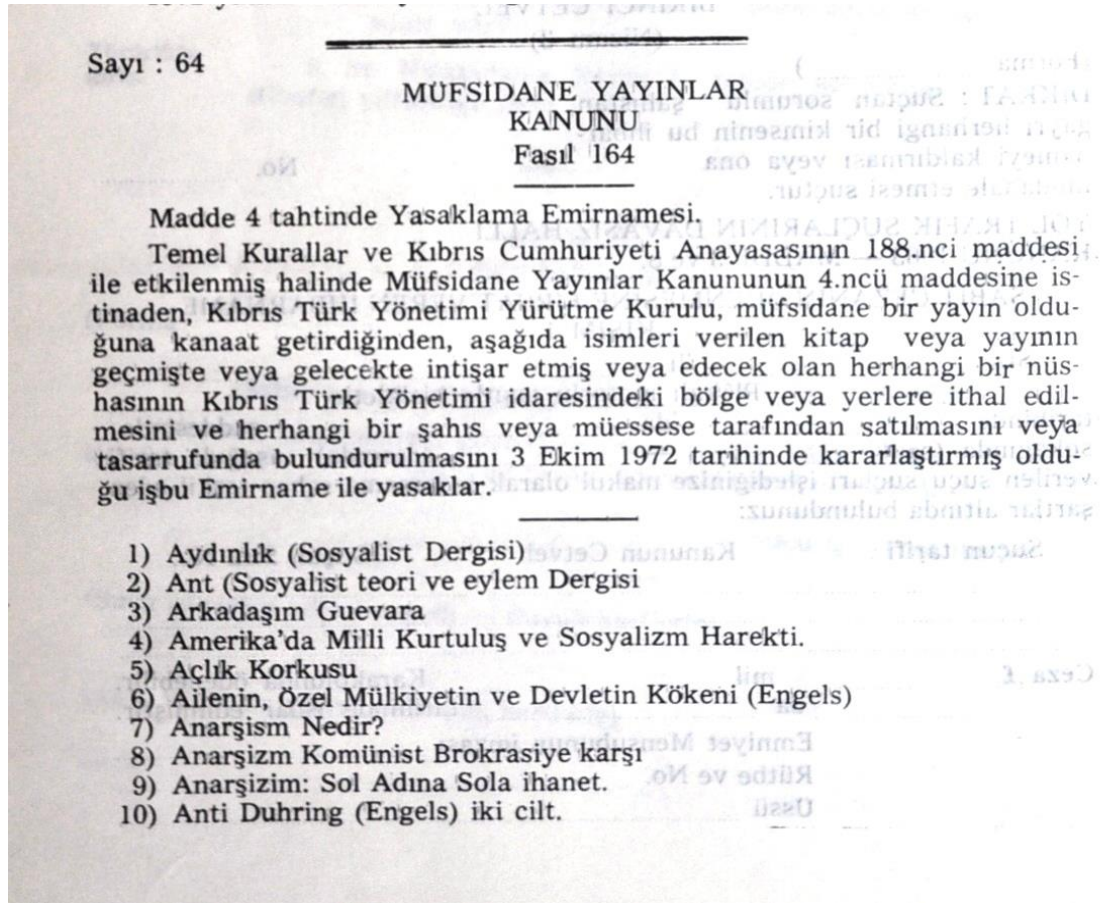 Sayı : 64
MÜFSİDANE YAYINLAR
KANUNU
Fasıl 164
Madde 4 tahtinde Yasaklama Emirnamesi.
Temel Kurallar ve Kıbrıs Cumhuriyeti Anayasasının 188.nci maddesi
ile etkilenmiş halinde Müfsidane Yayınlar Kanununun 4.ncü maddesine is-
tinaden, Kıbrıs Türk Yönetimi Yürütme Kurulu, müfsidane bir yayin oldu-
ğuna kanaat getirdiğinden, aşağıda isimleri verilen kitap veya yayının
geçmişte veya gelecekte intişar etmiş veya edecek olan herhangi bir nüs-
hasının Kıbrıs Türk Yönetimi idaresindeki bölge veya yerlere ithal edil-
mesini ve herhangi bir şahıs veya müessese tarafından satılmasını veya
tasarrufunda bulundurulmasını 3 Ekim 1972 tarihinde kararlaştırmış oldu-
ğu işbu Emirname ile yasaklar.
1) Aydınlık (Sosyalist Dergisi)
2) Ant (Sosyalist teori ve eylem Dergisi
3) Arkadaşım Guevara
4) Amerika'da Milli Kurtuluş ve Sosyalizm Harekti.
5) Açlık Korkusu
6) Ailenin, Özel Mülkiyetin ve Devletin Kökeni (Engels)
7) Anarşism Nedir?
8) Anarşizm Komünist Brokrasiye karşı
9) Anarşizim: Sol Adına Sola ihanet.
10) Anti Duhring (Engels) iki cilt.